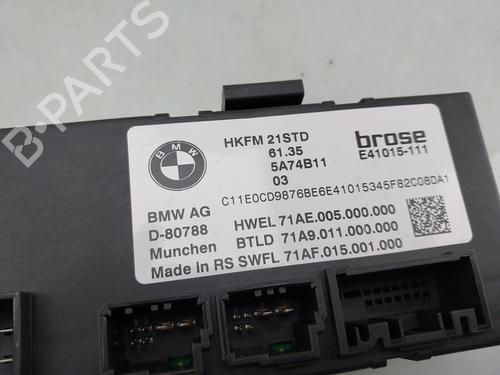 BMW
HKFM 21STD
61.35
5A74B11
03
brose
E41015-111
C11E0CD9876BE6E41015345F82C08DA1
BMW AG
D-80788
Munchen
Made in RS
HWEL 71AE.005.000.000
BTLD 71A9.011.000.000
SWFL 71AF.015.001.000
B-PARTS